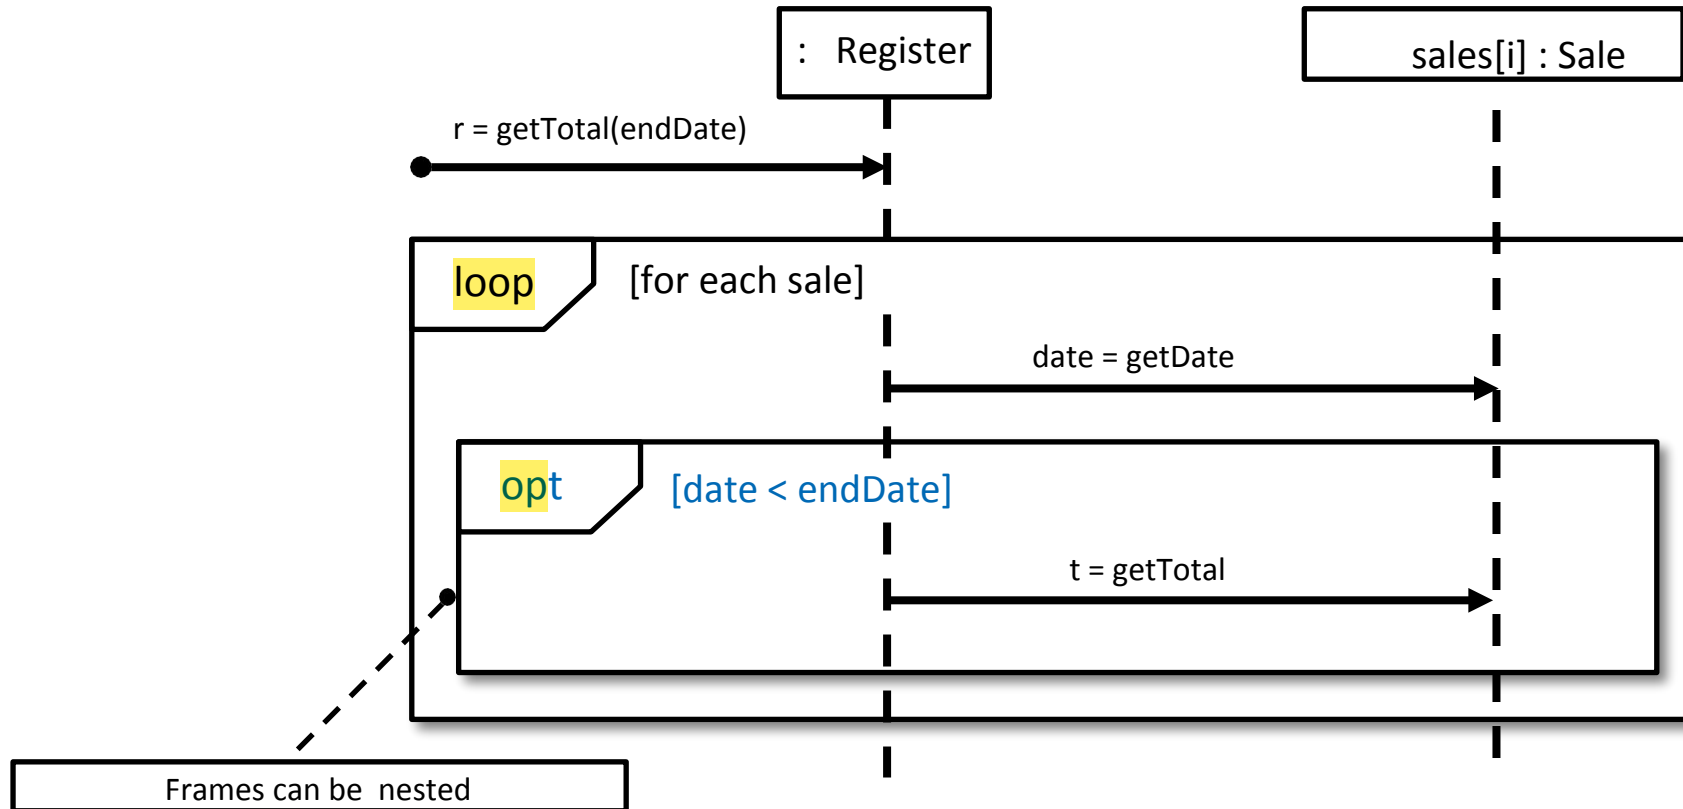 : Register
sales[i] : Sale
r = getTotal(endDate)
loop
[for each sale]
date = getDate
opt
[date < endDate]
t = getTotal
Frames can be nested